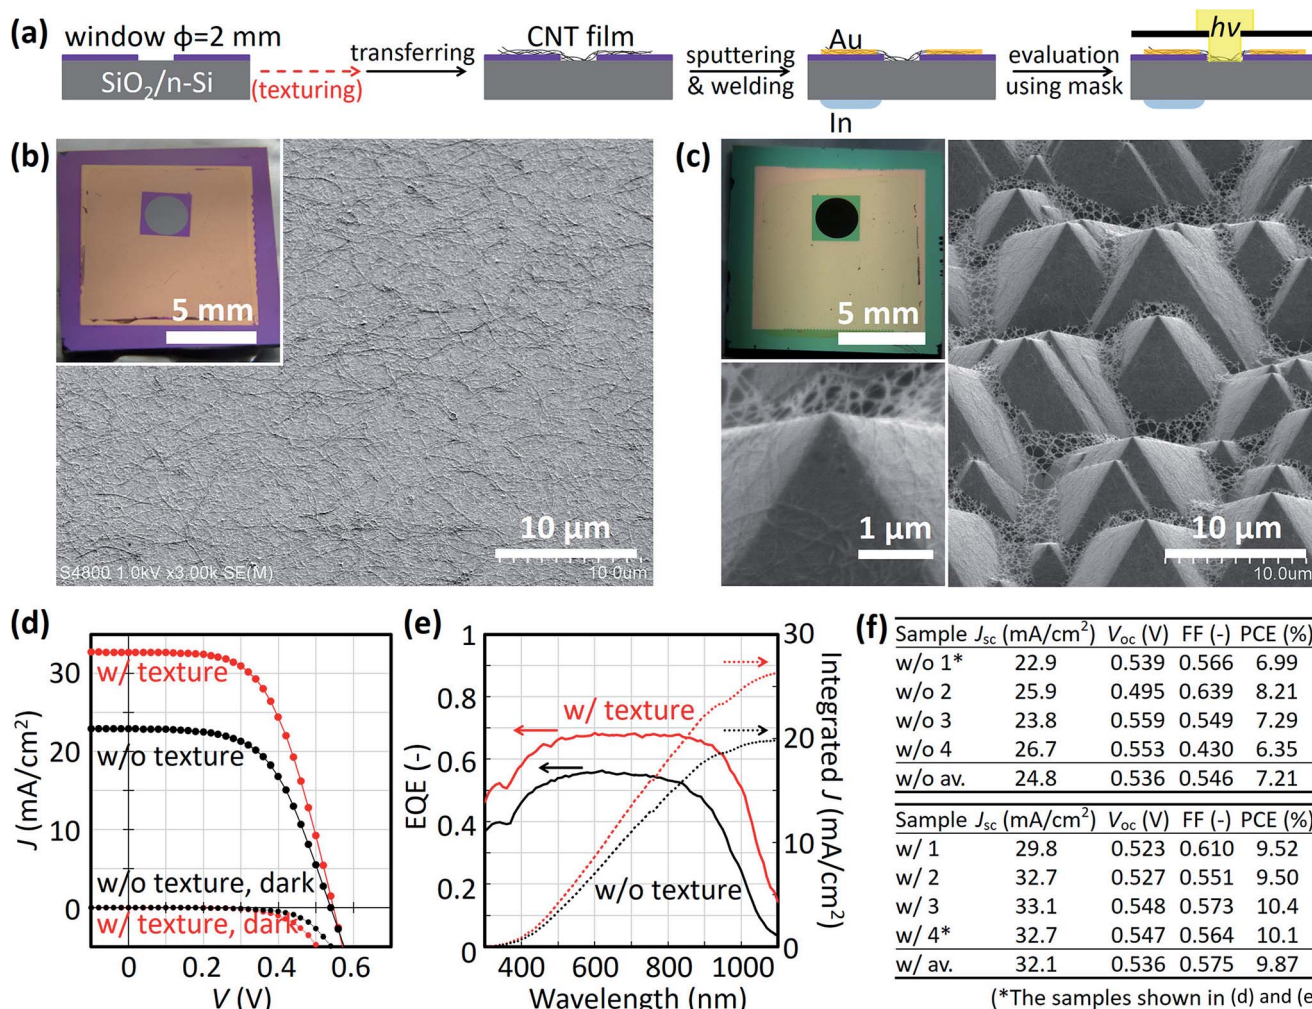 (a)
window ϕ=2 mm
SiO₂/n-Si
(texturing)
transferring
CNT film
sputtering
& welding
Au
In
evaluation
using mask
hν
(b)
5 mm
10 μm
S4800 1.0kV x3.00k SE(M)
10.0um
(c)
5 mm
1 μm
10 μm
10.0um
(d)
J (mA/cm²)
30
20
10
0
w/ texture
w/o texture
w/o texture, dark
w/ texture, dark
0 0.2 0.4 0.6
V (V)
(e)
EQE (-)
1
0.8
0.6
0.4
0.2
0
w/ texture
w/o texture
400 600 800 1000
Wavelength (nm)
30
20
10
0
Integrated J (mA/cm²)
(f)
Sample Jsc (mA/cm²) Voc (V) FF (-) PCE (%)
w/o 1* 22.9 0.539 0.566 6.99
w/o 2 25.9 0.495 0.639 8.21
w/o 3 23.8 0.559 0.549 7.29
w/o 4 26.7 0.553 0.430 6.35
w/o av. 24.8 0.536 0.546 7.21
Sample Jsc (mA/cm²) Voc (V) FF (-) PCE (%)
w/ 1 29.8 0.523 0.610 9.52
w/ 2 32.7 0.527 0.551 9.50
w/ 3 33.1 0.548 0.573 10.4
w/ 4* 32.7 0.547 0.564 10.1
w/ av. 32.1 0.536 0.575 9.87
(*The samples shown in (d) and (e